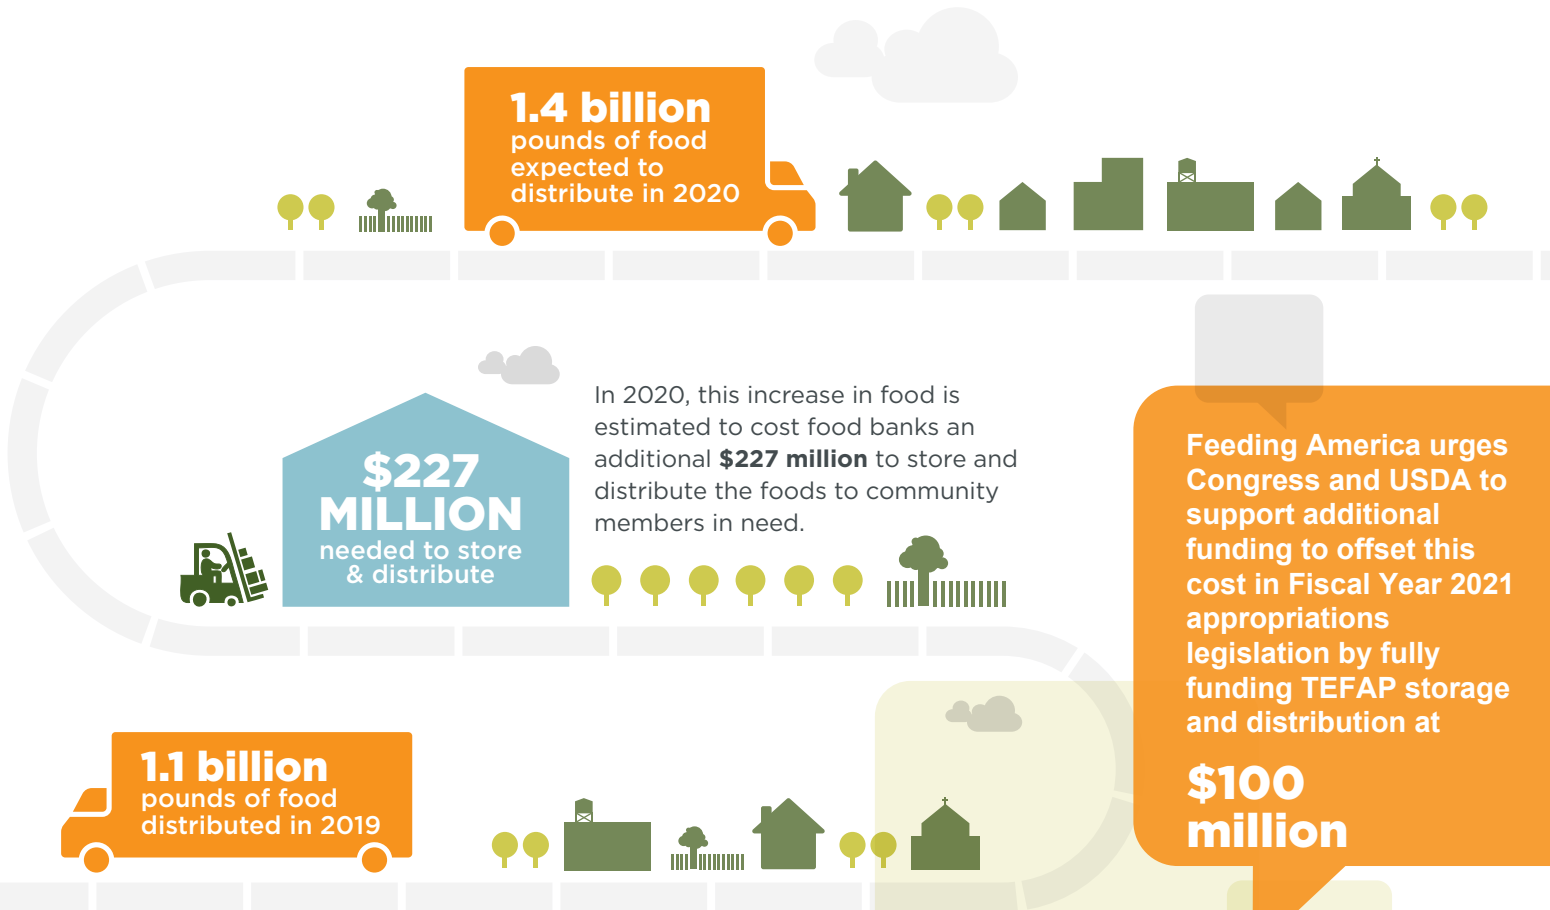 1.4 billion
pounds of food
expected to
distribute in 2020
$227
MILLION
needed to store
& distribute
In 2020, this increase in food is
estimated to cost food banks an
additional $227 million to store and
distribute the foods to community
members in need.
Feeding America urges
Congress and USDA to
support additional
funding to offset this
cost in Fiscal Year 2021
appropriations
legislation by fully
funding TEFAP storage
and distribution at
$100
million
1.1 billion
pounds of food
distributed in 2019